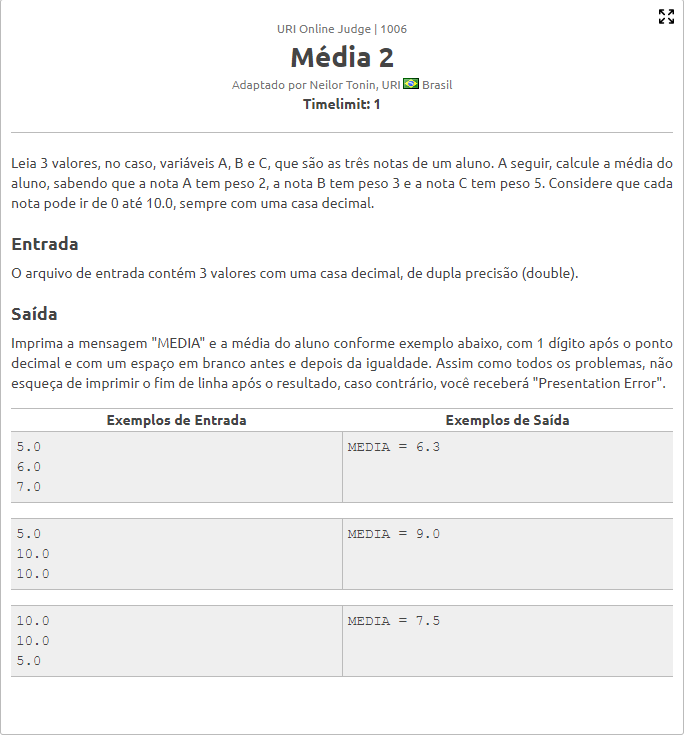 URI Online Judge | 1006
Média 2
Adaptado por Neilor Tonin, URI Brasil
Timelimit: 1
Leia 3 valores, no caso, variáveis A, B e C, que são as três notas de um aluno. A seguir, calcule a média do
aluno, sabendo que a nota A tem peso 2, a nota B tem peso 3 e a nota C tem peso 5. Considere que cada
nota pode ir de 0 até 10.0, sempre com uma casa decimal.
Entrada
O arquivo de entrada contém 3 valores com uma casa decimal, de dupla precisão (double).
Saída
Imprima a mensagem "MEDIA" e a média do aluno conforme exemplo abaixo, com 1 dígito após o ponto
decimal e com um espaço em branco antes e depois da igualdade. Assim como todos os problemas, não
esqueça de imprimir o fim de linha após o resultado, caso contrário, você receberá "Presentation Error".
Exemplos de Entrada Exemplos de Saída
5.0 MEDIA = 6.3
6.0
7.0
5.0 MEDIA = 9.0
10.0
10.0
10.0 MEDIA = 7.5
10.0
5.0